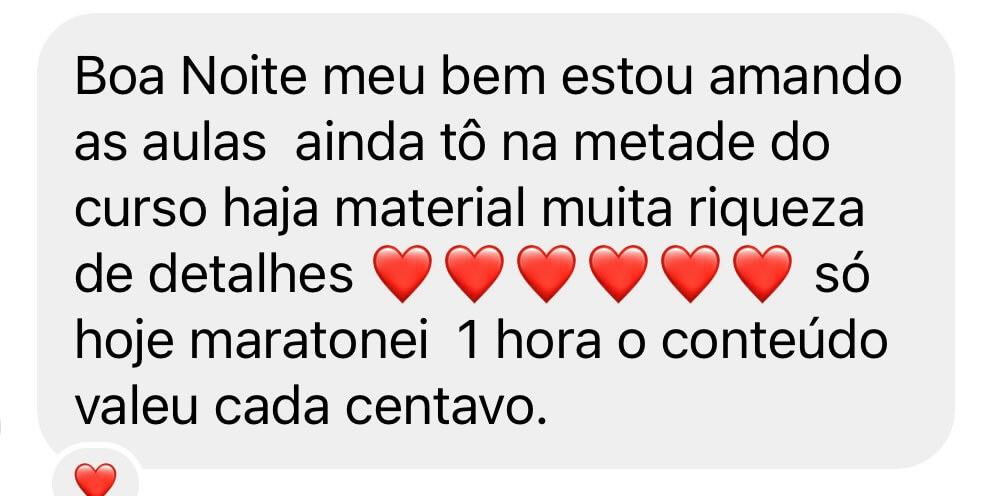 Boa Noite meu bem estou amando
as aulas  ainda tô na metade do
curso haja material muita riqueza
de detalhes ❤️❤️❤️❤️❤️❤️ só
hoje maratonei  1 hora o conteúdo
valeu cada centavo.
❤️